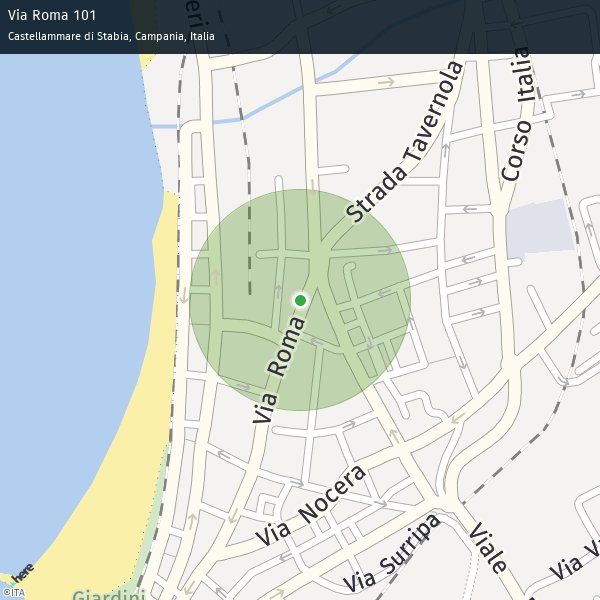 Via Roma 101
Castellammare di Stabia, Campania, Italia
eri
Strada Tavernola
Corso Italia
Via Roma
Via Nocera
Via Surripa
Viale
Via Va
Giardini
here
©ITA